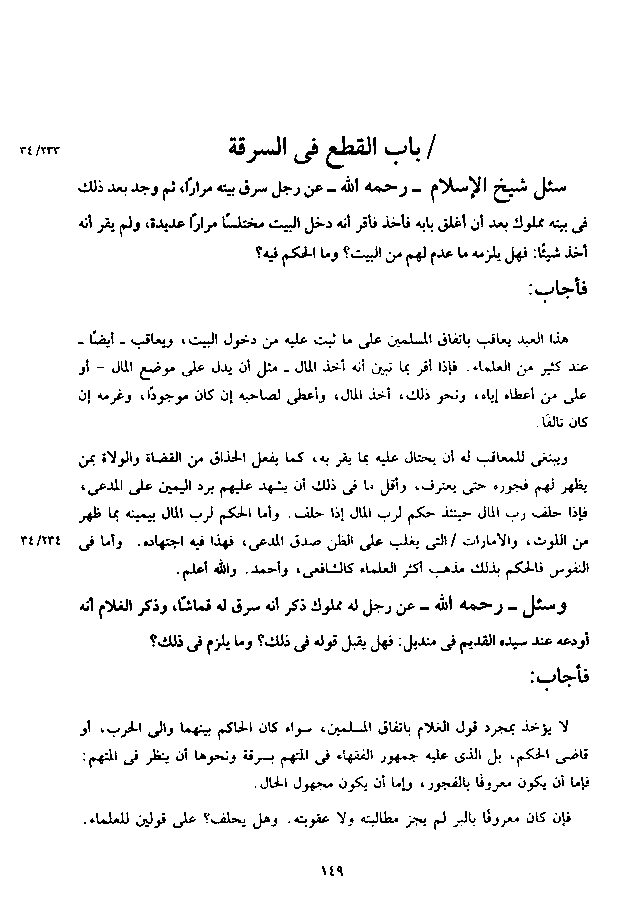 / باب القطع فى السرقة
٣٤/٢٣٣
سئل شيخ الإسلام ــ رحمه الله ــ عن رجل سرق بيته مرارًا، ثم وجد بعد ذلك
فى بيته مملوك بعد أن أغلق بابه فأخذ فأقر أنه دخل البيت مختلسًا مرارًا عديدة، ولم يقر أنه
أخذ شيئًا: فهل يلزمه ما عدم لهم من البيت؟ وما الحكم فيه؟
فأجاب:
هذا العبد يعاقب باتفاق المسلمين على ما ثبت عليه من دخول البيت، ويعاقب ــ أيضًا ــ
عند كثير من العلماء. فإذا أقر بما تبين أنه أخذ المال ــ مثل أن يدل على موضع المال – أو
على من أعطاه إياه، ونحو ذلك، أخذ المال، وأعطى لصاحبه إن كان موجودًا، وغرمه إن
كان تالفًا.
وينبغى للمعاقب له أن يحتال عليه بما يقر به، كما يفعل الحذاق من القضاة والولاة بمن
يظهر لهم فجوره حتى يعترف، وأقل ما فى ذلك أن يشهد عليهم برد اليمين على المدعى،
فإذا حلف رب المال حينئذ حكم لرب المال إذا حلف. وأما الحكم لرب المال بيمينه بما ظهر
من اللوث، والأمارات / التى يغلب على الظن صدق المدعى، فهذا فيه اجتهاده. وأما فى
٣٤/٢٣٤
النفوس فالحكم بذلك مذهب أكثر العلماء كالشافعى، وأحمد. والله أعلم.
وسئل ــ رحمه الله ــ عن رجل له مملوك ذكر أنه سرق له قماشًا، وذكر الغلام أنه
أودعه عند سيده القديم فى منديل: فهل يقبل قوله فى ذلك؟ وما يلزم فى ذلك؟
فأجاب:
لا يؤخذ بمجرد قول الغلام باتفاق المسلمين، سواء كان الحاكم بينهما والى الحرب، أو
قاضى الحكم، بل الذى عليه جمهور الفقهاء فى المتهم بسرقة ونحوها أن ينظر فى المتهم:
فإما أن يكون معروفًا بالفجور، وإما أن يكون مجهول الحال.
فإن كان معروفًا بالبر لم يجز مطالبته ولا عقوبته. وهل يحلف؟ على قولين للعلماء.
١٤٩